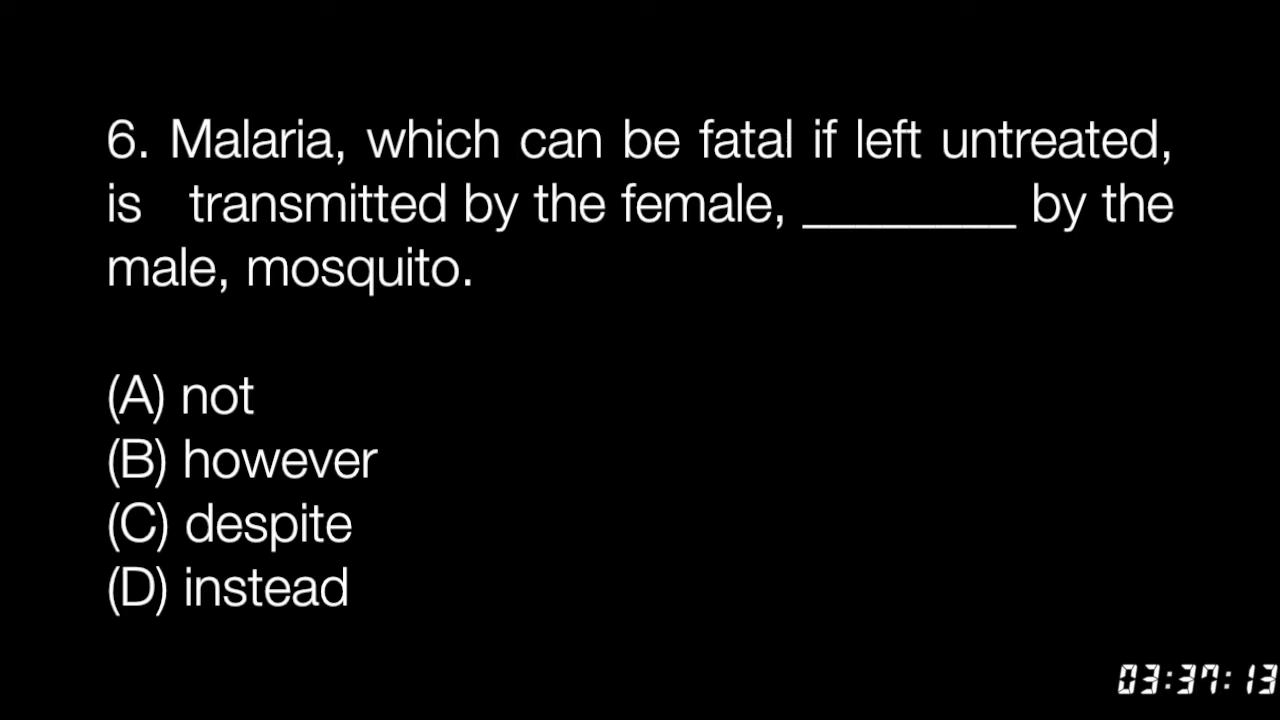 6. Malaria, which can be fatal if left untreated,
is transmitted by the female, ________ by the
male, mosquito.
(A) not
(B) however
(C) despite
(D) instead
03:37:13